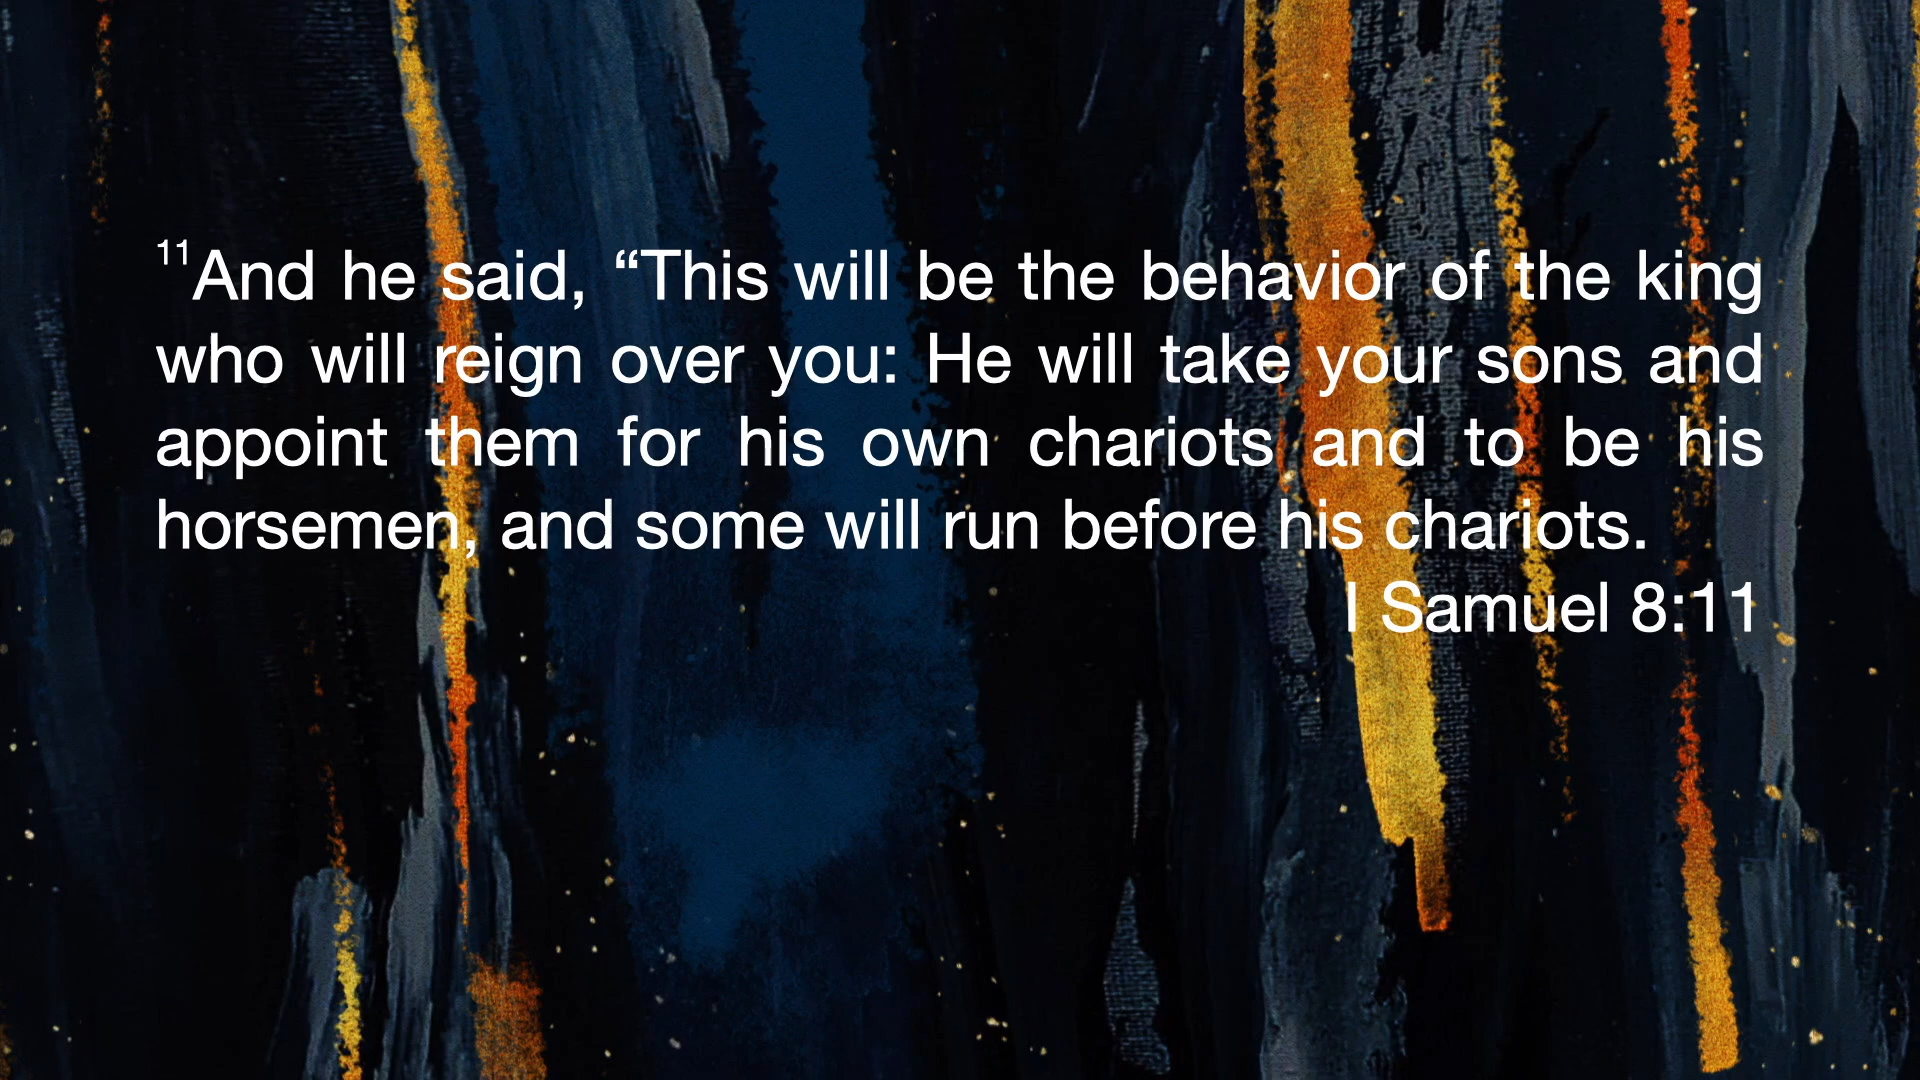 11And he said, “This will be the behavior of the king
who will reign over you: He will take your sons and
appoint them for his own chariots and to be his
horsemen, and some will run before his chariots.
I Samuel 8:11